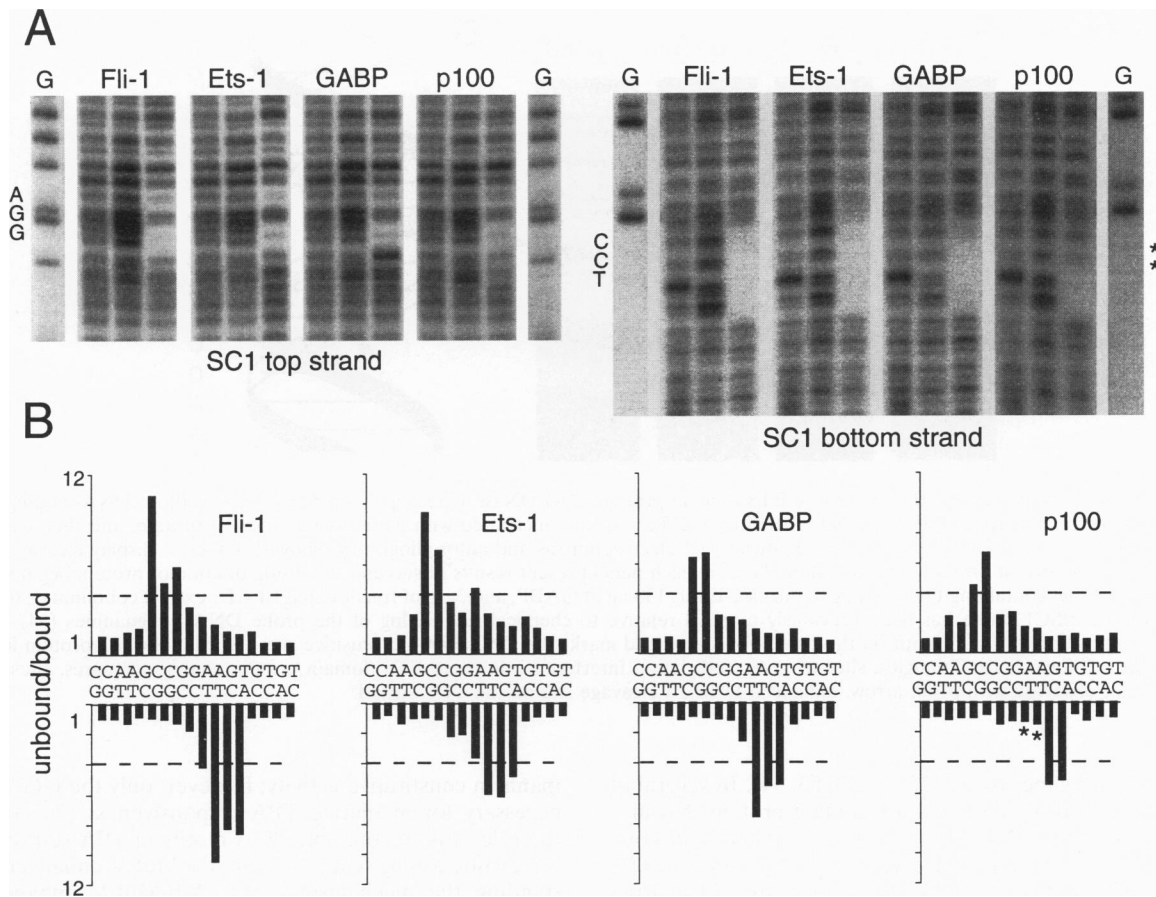 A
G Fli-1 Ets-1 GABP p100 G
A
G
G
SC1 top strand
G Fli-1 Ets-1 GABP p100 G
C
C
T
*
*
SC1 bottom strand
B
unbound/bound
12
1
1
12
Fli-1
CCAAGCCGGAAGTGTGT
GGTTCGGCCTTCACCAC
Ets-1
CCAAGCCGGAAGTGTGT
GGTTCGGCCTTCACCAC
GABP
CCAAGCCGGAAGTGTGT
GGTTCGGCCTTCACCAC
p100
CCAAGCCGGAAGTGTGT
GGTTCGGCCTTCACCAC
* *